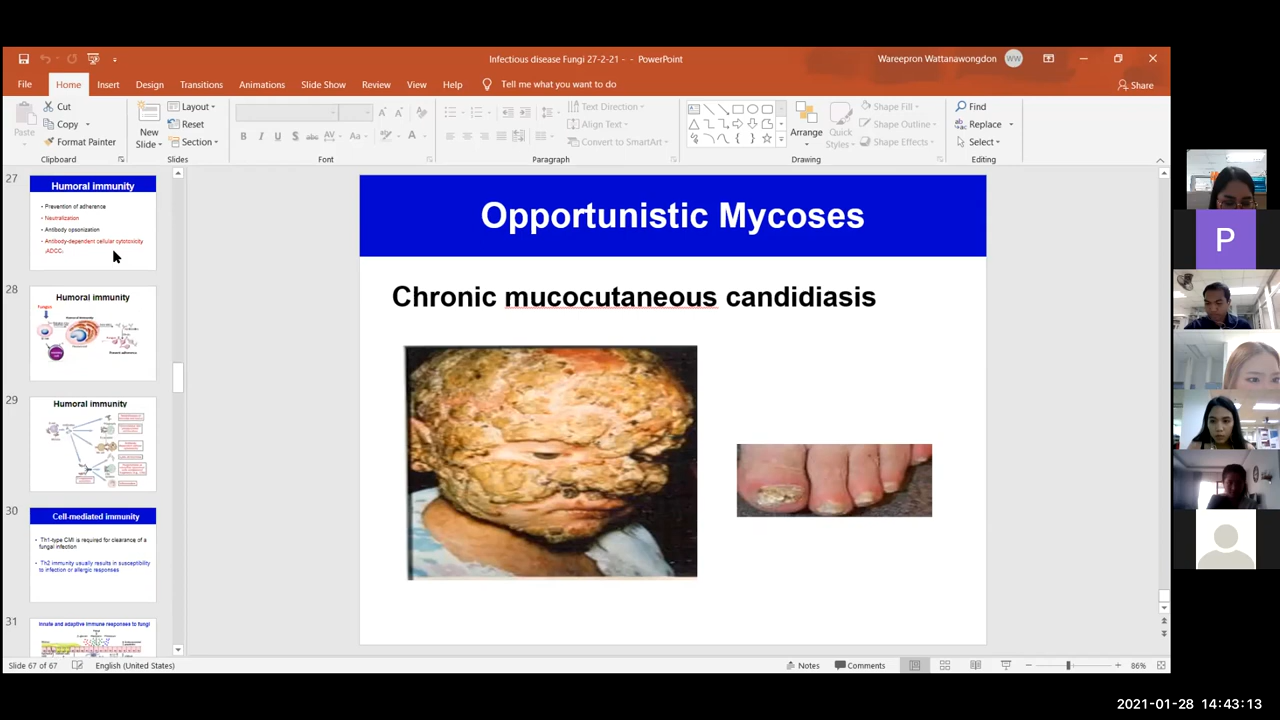 Infectious disease Fungi 27-2-21 - - PowerPoint
Wareepron Wattanawongdon
WW
File
Home
Insert
Design
Transitions
Animations
Slide Show
Review
View
Help
Tell me what you want to do
Share
Paste
Cut
Copy
Format Painter
Clipboard
New
Slide
Layout
Reset
Section
Slides
B
I
U
S
abc
AV
Aa
A
Font
Text Direction
Align Text
Convert to SmartArt
Paragraph
Arrange
Quick
Styles
Shape Fill
Shape Outline
Shape Effects
Drawing
Find
Replace
Select
Editing
27
Humoral immunity
• Prevention of adherence
• Neutralization
• Antibody opsonization
• Antibody-dependent cellular cytotoxicity
28
Humoral immunity
Fungus
29
Humoral immunity
30
Cell-mediated immunity
• Th1-type CMI is required for clearance of a
fungal infection
• Th2 immunity usually results in susceptibility
to infection or allergic responses
31
Innate and adaptive immune responses to fungi
Opportunistic Mycoses
Chronic mucocutaneous candidiasis
P
Slide 67 of 67
English (United States)
Notes
Comments
86%
2021-01-28 14:43:13